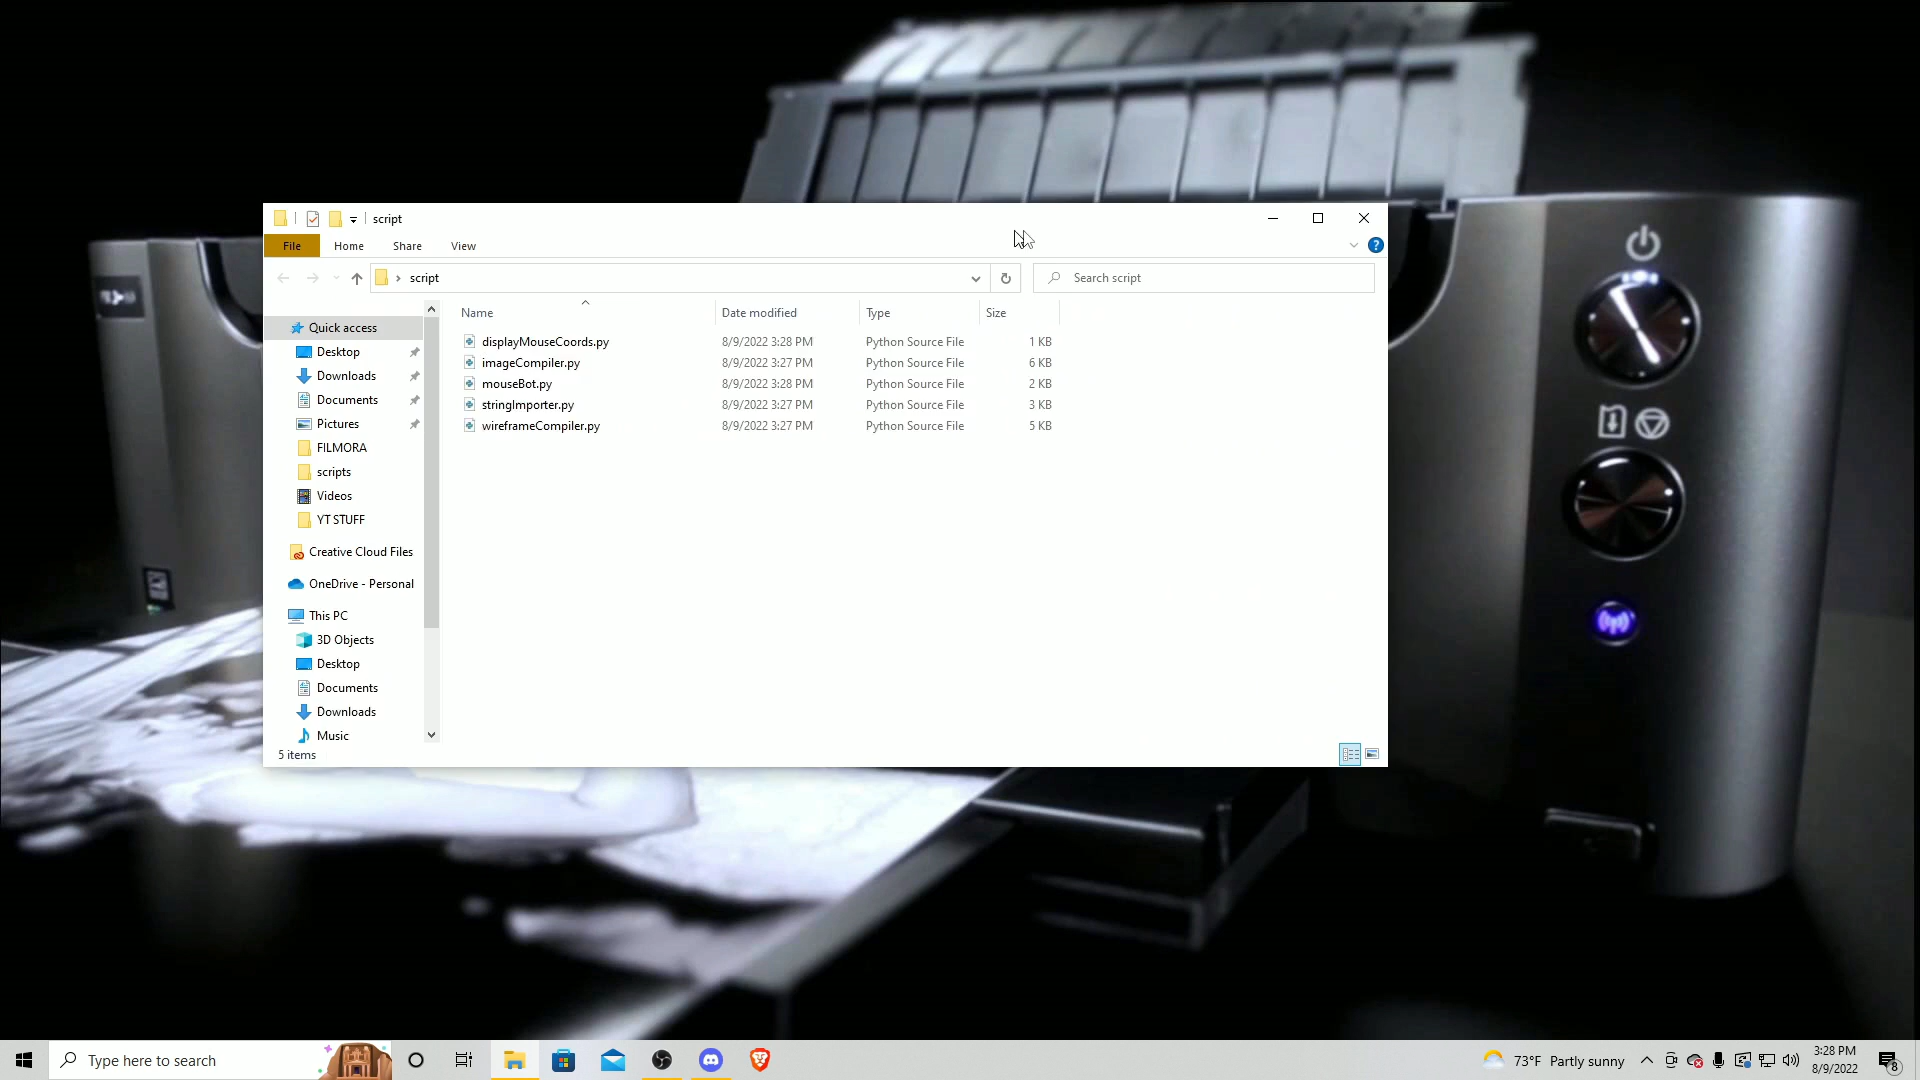 script
File Home Share View
script
Search script
Name Date modified Type Size
Quick access
Desktop
Downloads
Documents
Pictures
FILMORA
scripts
Videos
YT STUFF
Creative Cloud Files
OneDrive - Personal
This PC
3D Objects
Desktop
Documents
Downloads
Music
displayMouseCoords.py 8/9/2022 3:28 PM Python Source File 1 KB
imageCompiler.py 8/9/2022 3:27 PM Python Source File 6 KB
mouseBot.py 8/9/2022 3:28 PM Python Source File 2 KB
stringImporter.py 8/9/2022 3:27 PM Python Source File 3 KB
wireframeCompiler.py 8/9/2022 3:27 PM Python Source File 5 KB
5 items
Type here to search
73°F Partly sunny
3:28 PM
8/9/2022
8